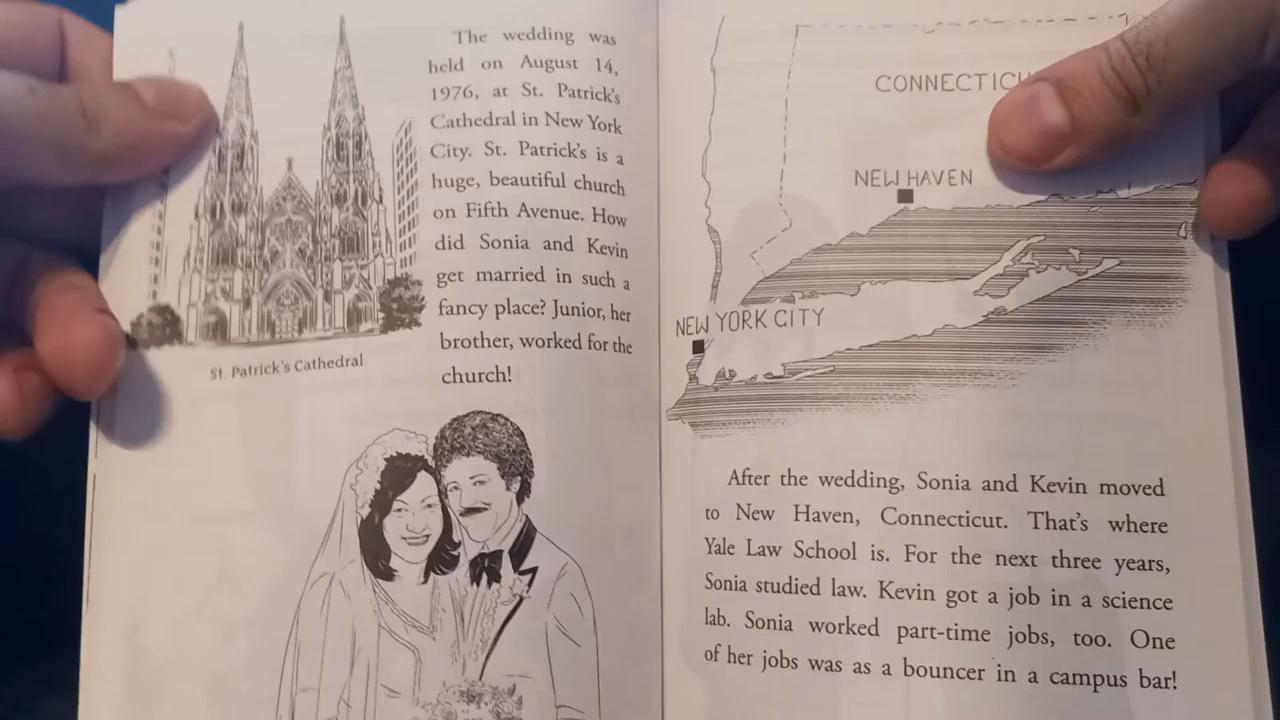 The wedding was
held on August 14,
1976, at St. Patrick's
Cathedral in New York
City. St. Patrick's is a
huge, beautiful church
on Fifth Avenue. How
did Sonia and Kevin
get married in such a
fancy place? Junior, her
brother, worked for the
church!
St. Patrick's Cathedral
NEW HAVEN
NEW YORK CITY
After the wedding, Sonia and Kevin moved
to New Haven, Connecticut. That's where
Yale Law School is. For the next three years,
Sonia studied law. Kevin got a job in a science
lab. Sonia worked part-time jobs, too. One
of her jobs was as a bouncer in a campus bar!